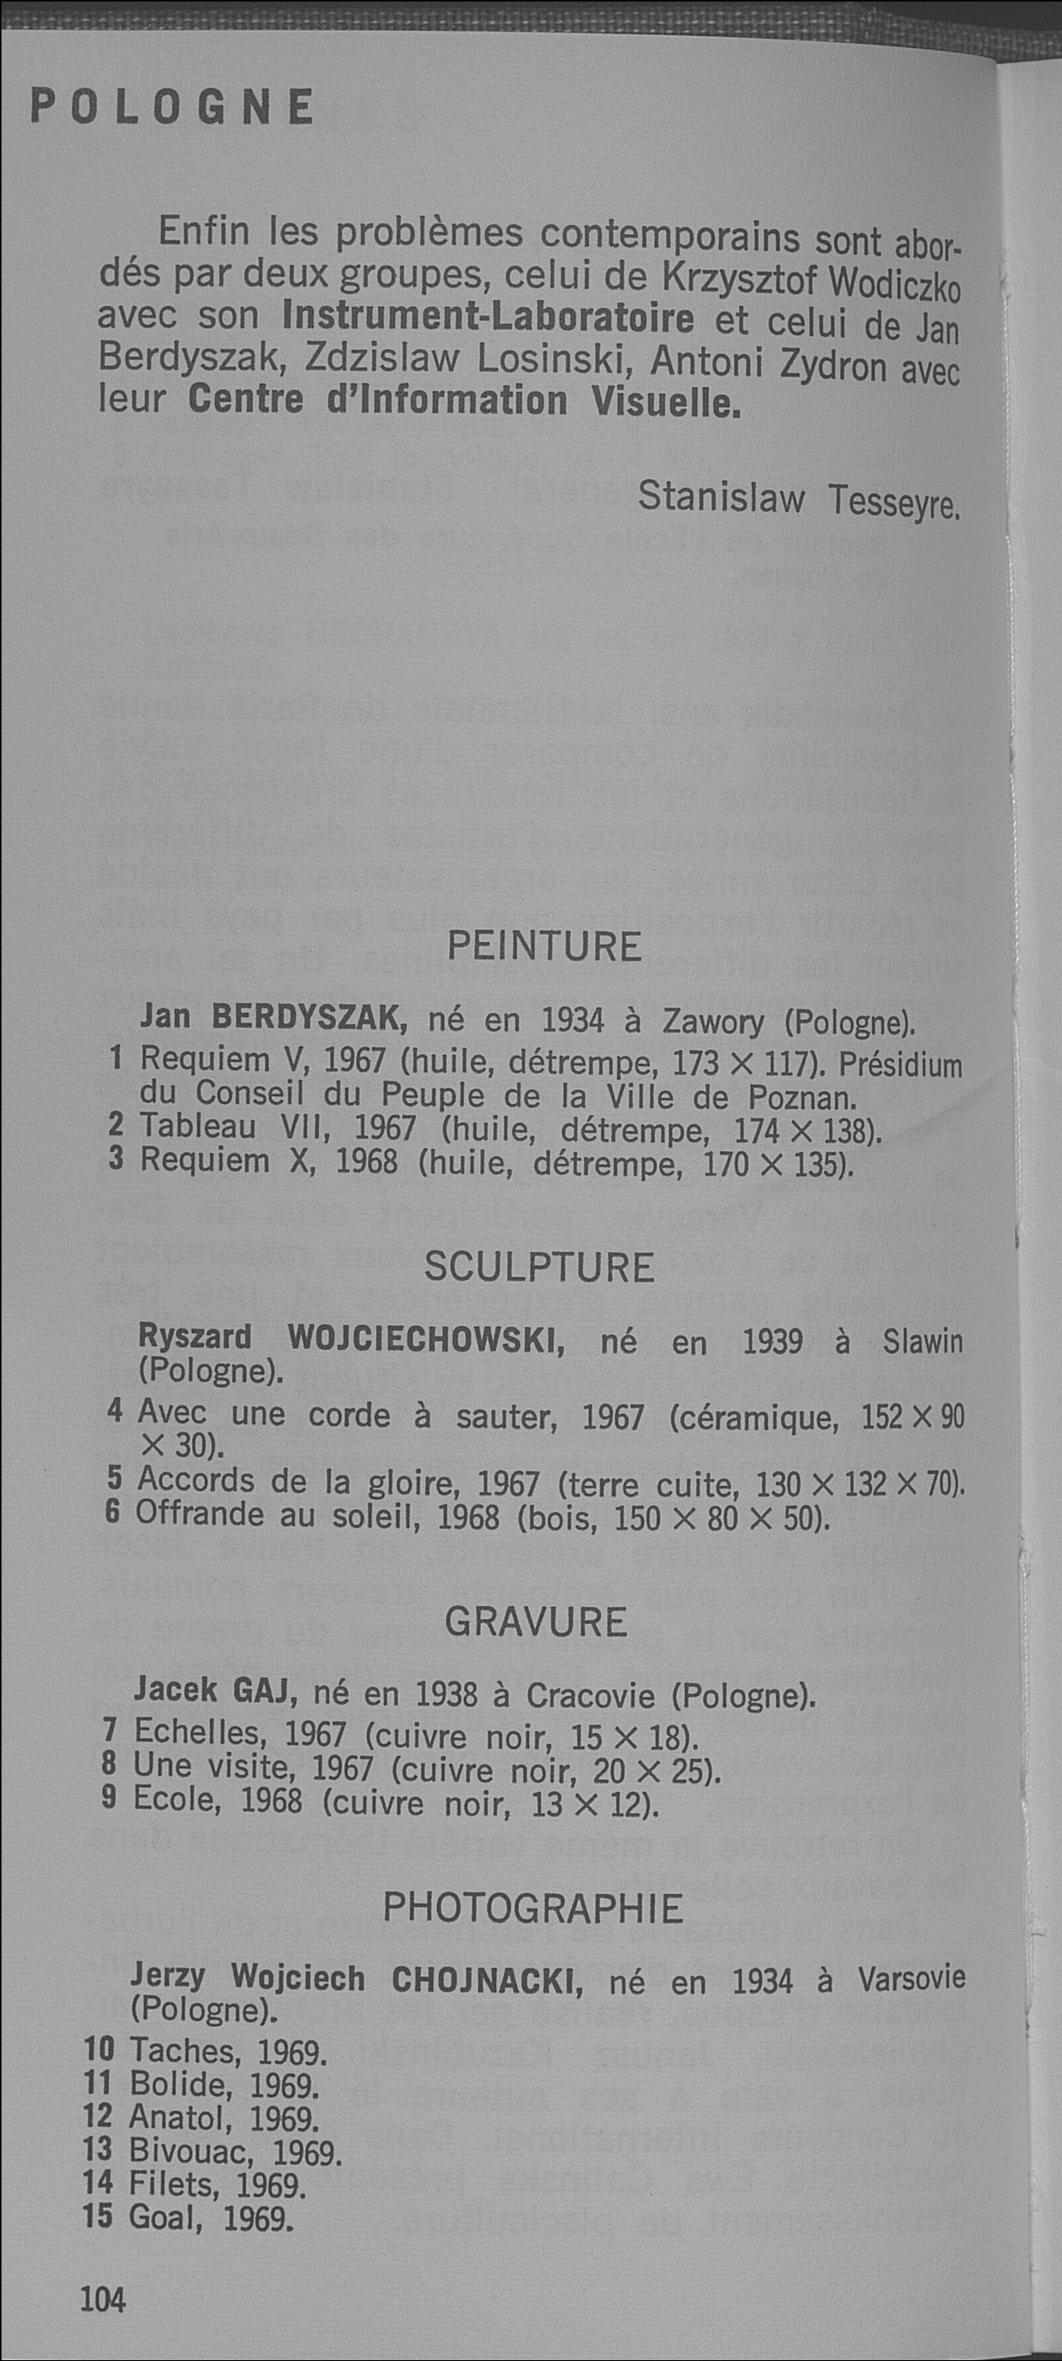 POLOGNE
Enfin les problèmes contemporains sont abor-
dés par deux groupes, celui de Krzysztof Wodiczko
avec son Instrument-Laboratoire et celui de Jan
Berdyszak, Zdzislaw Losinski, Antoni Zydron avec
leur Centre d'Information Visuelle.
Stanislaw Tesseyre.
PEINTURE
Jan BERDYSZAK, né en 1934 à Zawory (Pologne).
1 Requiem V, 1967 (huile, détrempe, 173 × 117). Présidium
du Conseil du Peuple de la Ville de Poznan.
2 Tableau VII, 1967 (huile, détrempe, 174 × 138).
3 Requiem X, 1968 (huile, détrempe, 170 × 135).
SCULPTURE
Ryszard WOJCIECHOWSKI, né en 1939 à Slawin
(Pologne).
4 Avec une corde à sauter, 1967 (céramique, 152 × 90
× 30).
5 Accords de la gloire, 1967 (terre cuite, 130 × 132 × 70).
6 Offrande au soleil, 1968 (bois, 150 × 80 × 50).
GRAVURE
Jacek GAJ, né en 1938 à Cracovie (Pologne).
7 Echelles, 1967 (cuivre noir, 15 × 18).
8 Une visite, 1967 (cuivre noir, 20 × 25).
9 Ecole, 1968 (cuivre noir, 13 × 12).
PHOTOGRAPHIE
Jerzy Wojciech CHOJNACKI, né en 1934 à Varsovie
(Pologne).
10 Taches, 1969.
11 Bolide, 1969.
12 Anatol, 1969.
13 Bivouac, 1969.
14 Filets, 1969.
15 Goal, 1969.
104